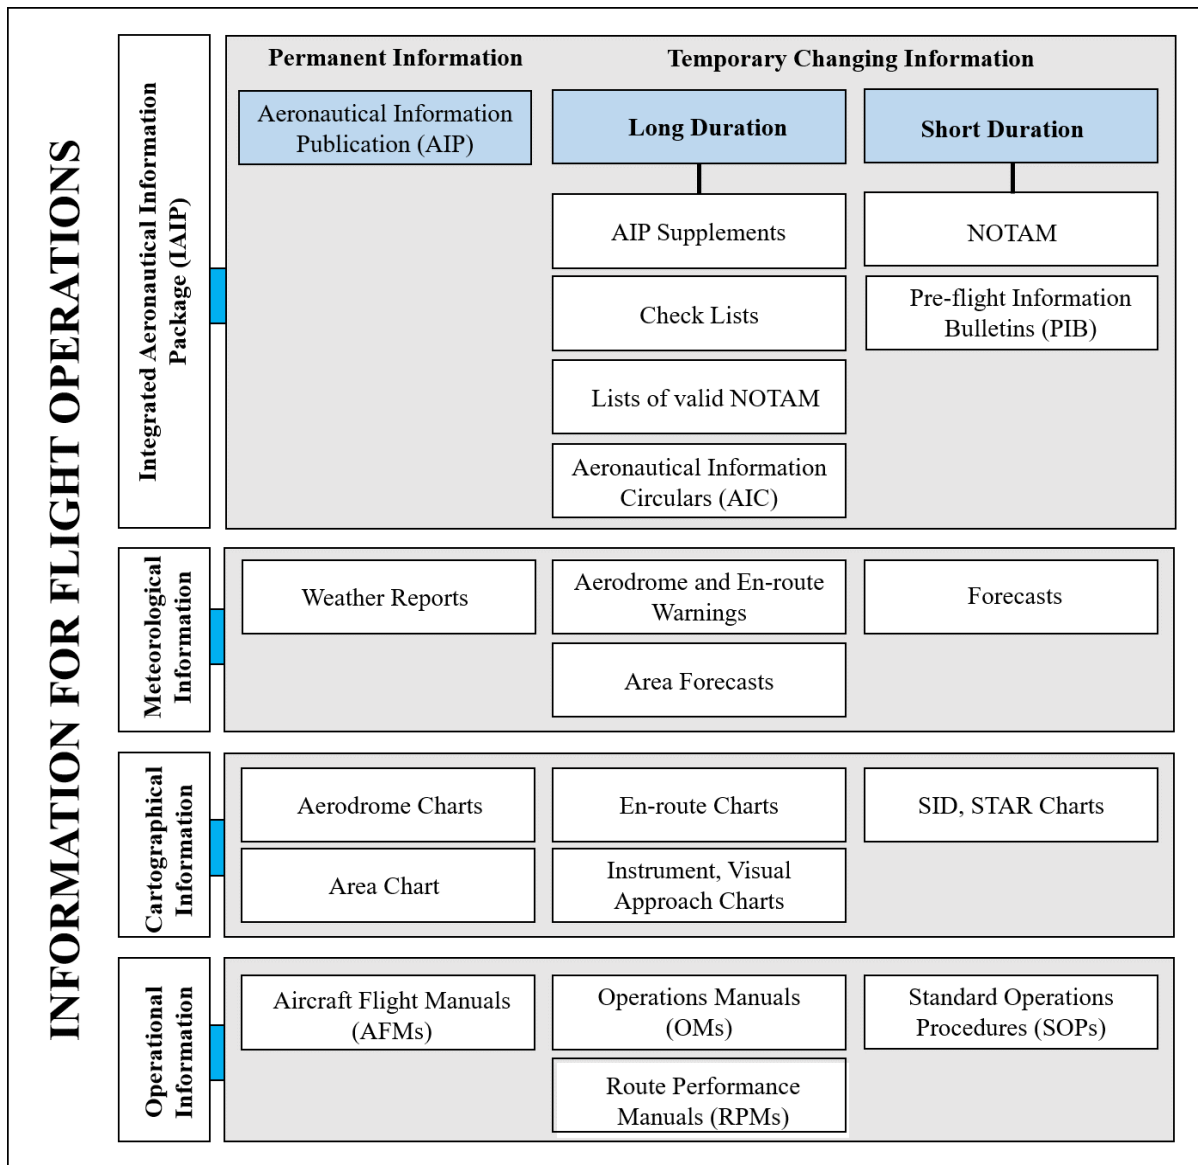 INFORMATION FOR FLIGHT OPERATIONS
Integrated Aeronautical Information
Package (IAIP)
Permanent Information
Temporary Changing Information
Aeronautical Information
Publication (AIP)
Long Duration
Short Duration
AIP Supplements
NOTAM
Check Lists
Pre-flight Information
Bulletins (PIB)
Lists of valid NOTAM
Aeronautical Information
Circulars (AIC)
Meteorological
Information
Weather Reports
Aerodrome and En-route
Warnings
Forecasts
Area Forecasts
Cartographical
Information
Aerodrome Charts
En-route Charts
SID, STAR Charts
Area Chart
Instrument, Visual
Approach Charts
Operational
Information
Aircraft Flight Manuals
(AFMs)
Operations Manuals
(OMs)
Standard Operations
Procedures (SOPs)
Route Performance
Manuals (RPMs)